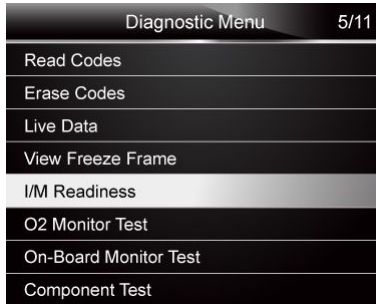 Diagnostic Menu 5/11
Read Codes
Erase Codes
Live Data
View Freeze Frame
I/M Readiness
O2 Monitor Test
On-Board Monitor Test
Component Test